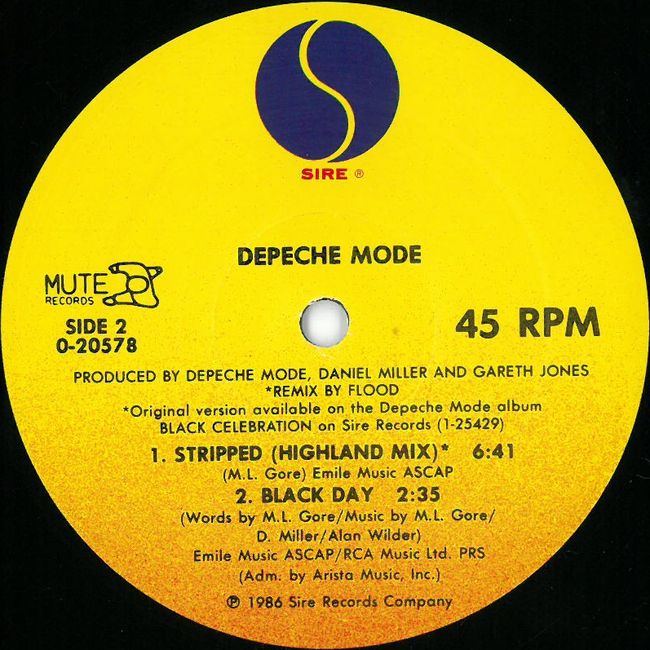 SIRE ®
DEPECHE MODE
MUTE
RECORDS
SIDE 2
0-20578
45 RPM
PRODUCED BY DEPECHE MODE, DANIEL MILLER AND GARETH JONES
*REMIX BY FLOOD
*Original version available on the Depeche Mode album
BLACK CELEBRATION on Sire Records (1-25429)
1. STRIPPED (HIGHLAND MIX)* 6:41
(M.L. Gore) Emile Music ASCAP
2. BLACK DAY 2:35
(Words by M.L. Gore/Music by M.L. Gore/
D. Miller/Alan Wilder)
Emile Music ASCAP/RCA Music Ltd. PRS
(Adm. by Arista Music, Inc.)
℗ 1986 Sire Records Company